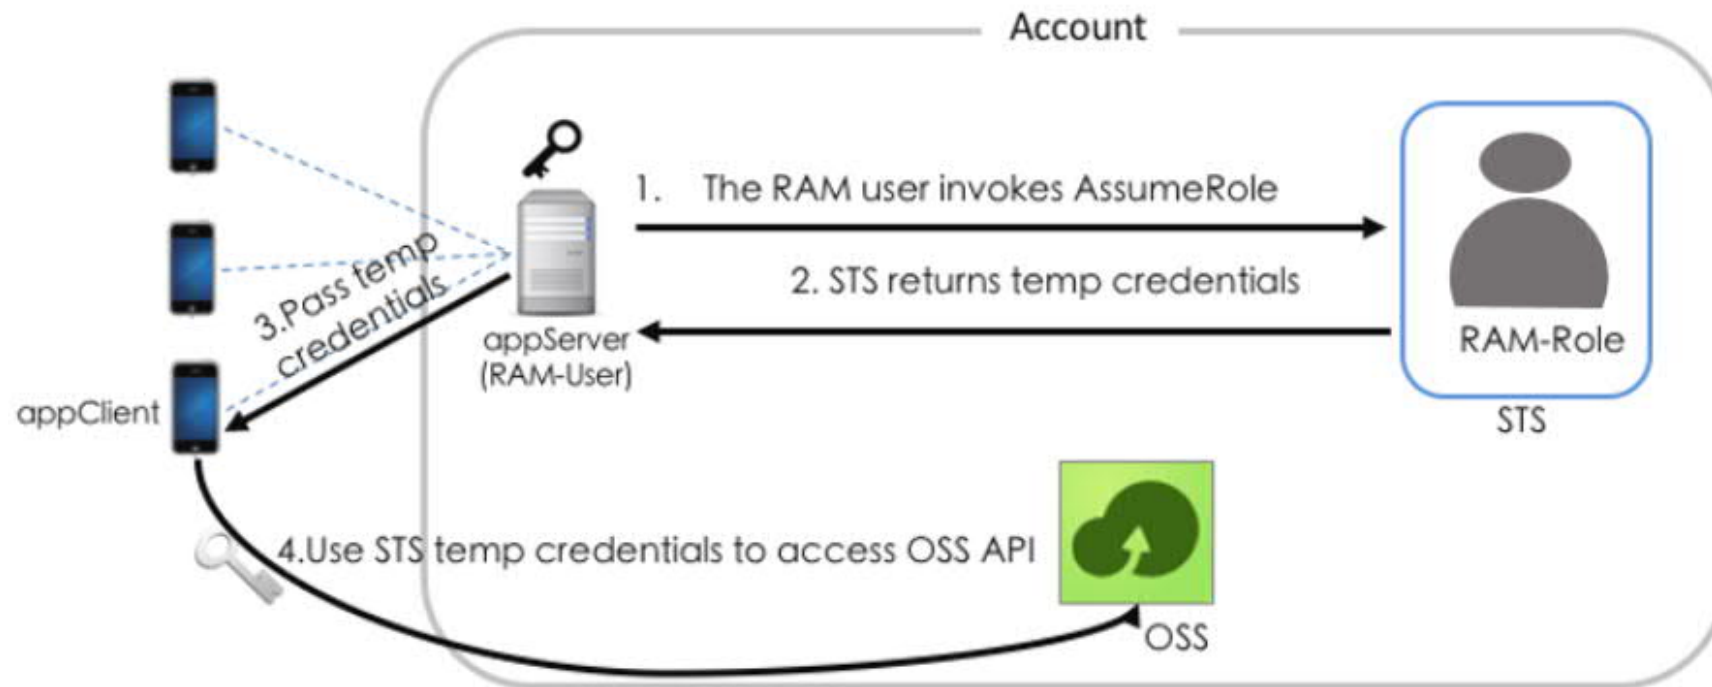 Account
1. The RAM user invokes AssumeRole
2. STS returns temp credentials
3.Pass temp
credentials
appServer
(RAM-User)
RAM-Role
STS
appClient
4.Use STS temp credentials to access OSS API
OSS